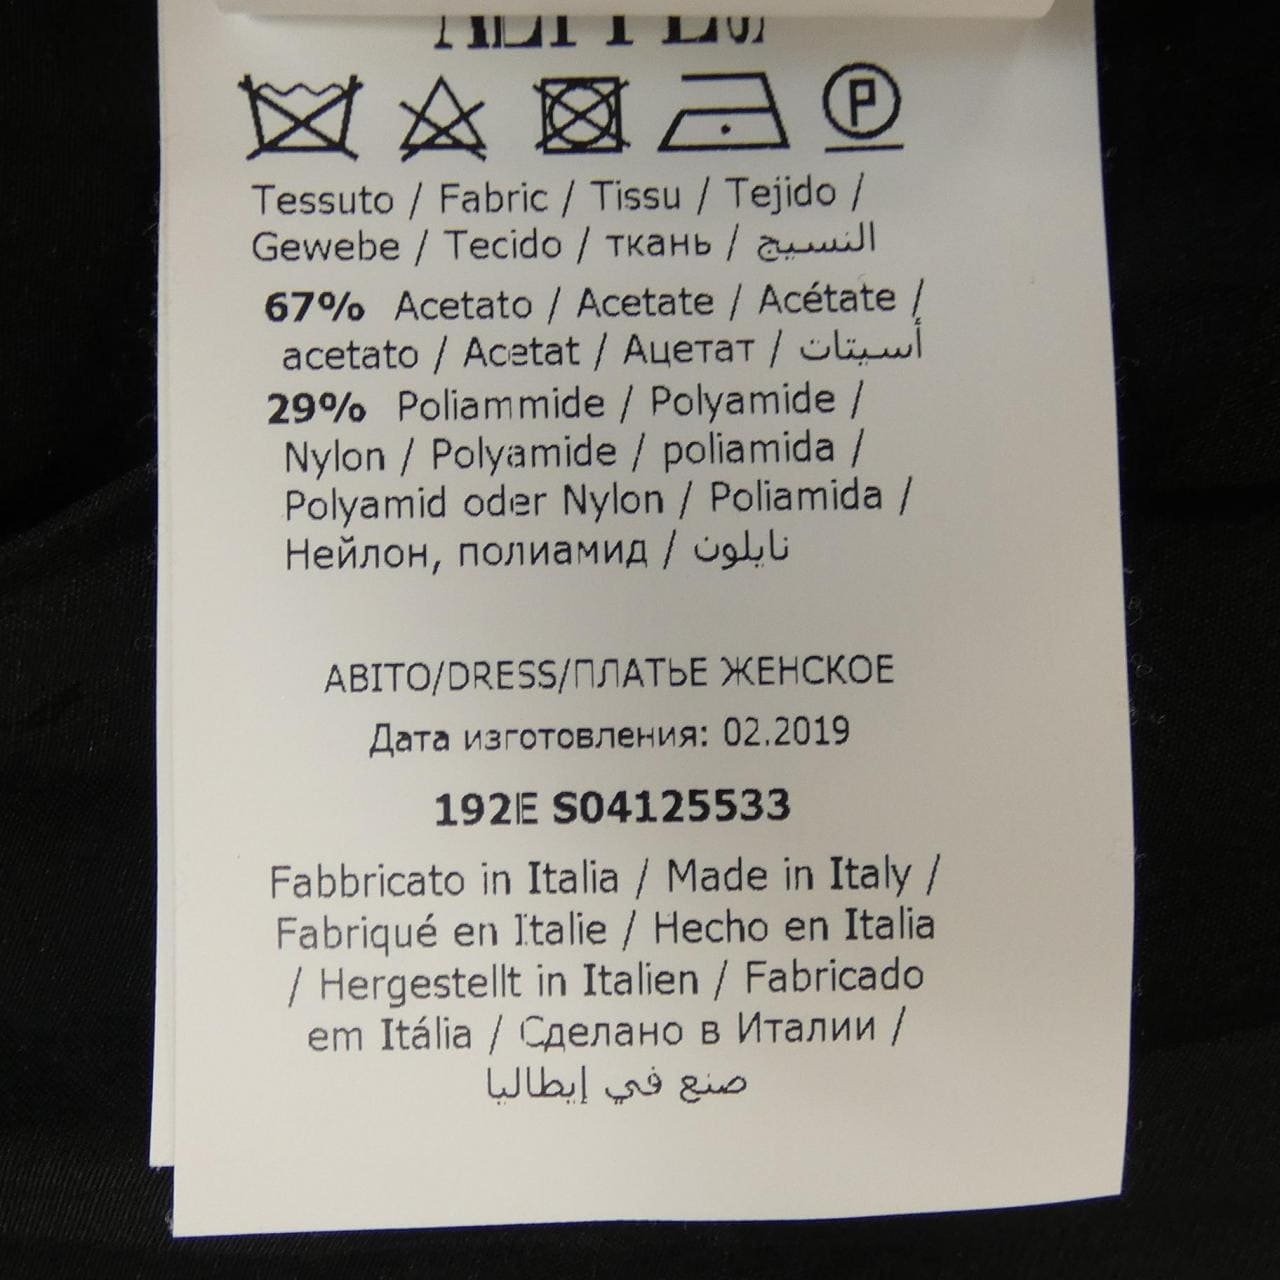 Tessuto / Fabric / Tissu / Tejido /
Gewebe / Tecido / ткань / النسيج
67% Acetato / Acetate / Acétate /
acetato / Acetat / Ацетат / أسيتات
29% Poliammide / Polyamide /
Nylon / Polyamide / poliamida /
Polyamid oder Nylon / Poliamida /
Нейлон, полиамид / نايلون
ABITO/DRESS/ПЛАТЬЕ ЖЕНСКОЕ
Дата изготовления: 02.2019
192E S04125533
Fabbricato in Italia / Made in Italy /
Fabriqué en Italie / Hecho en Italia
/ Hergestellt in Italien / Fabricado
em Itália / Сделано в Италии /
صنع في إيطاليا